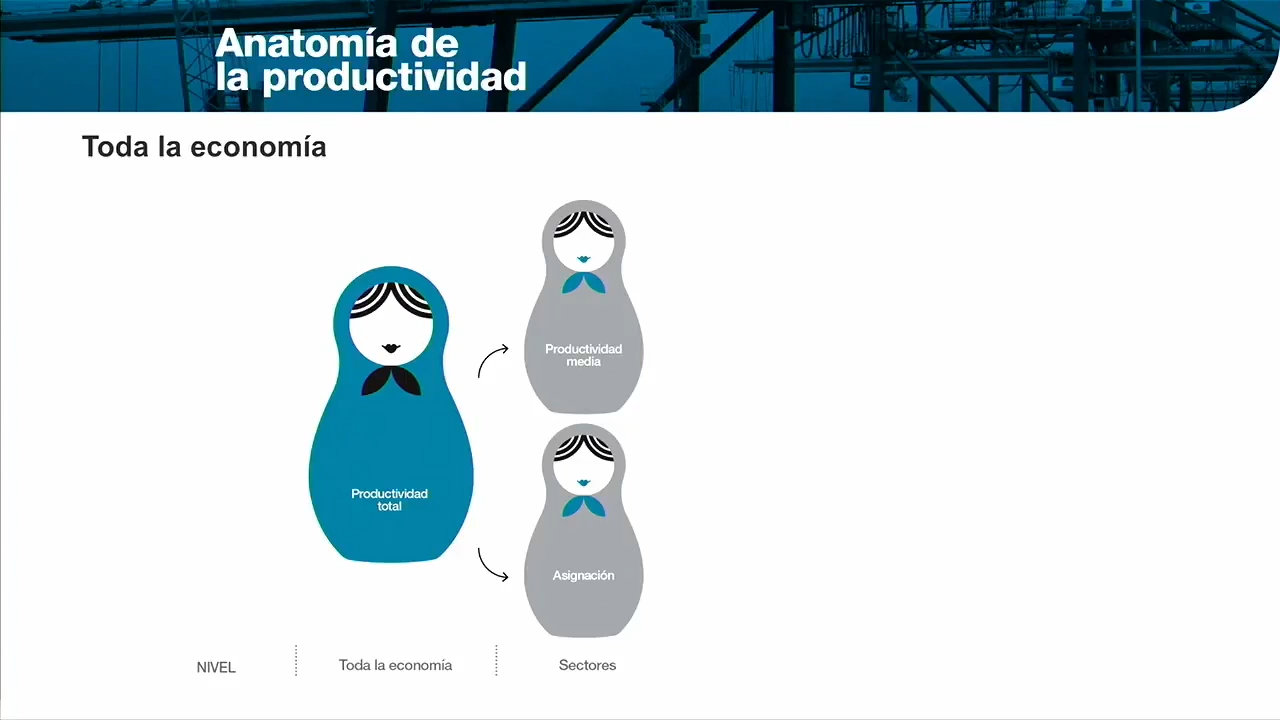 Anatomía de
la productividad
Toda la economía
Productividad
media
Productividad
total
Asignación
NIVEL
Toda la economía
Sectores